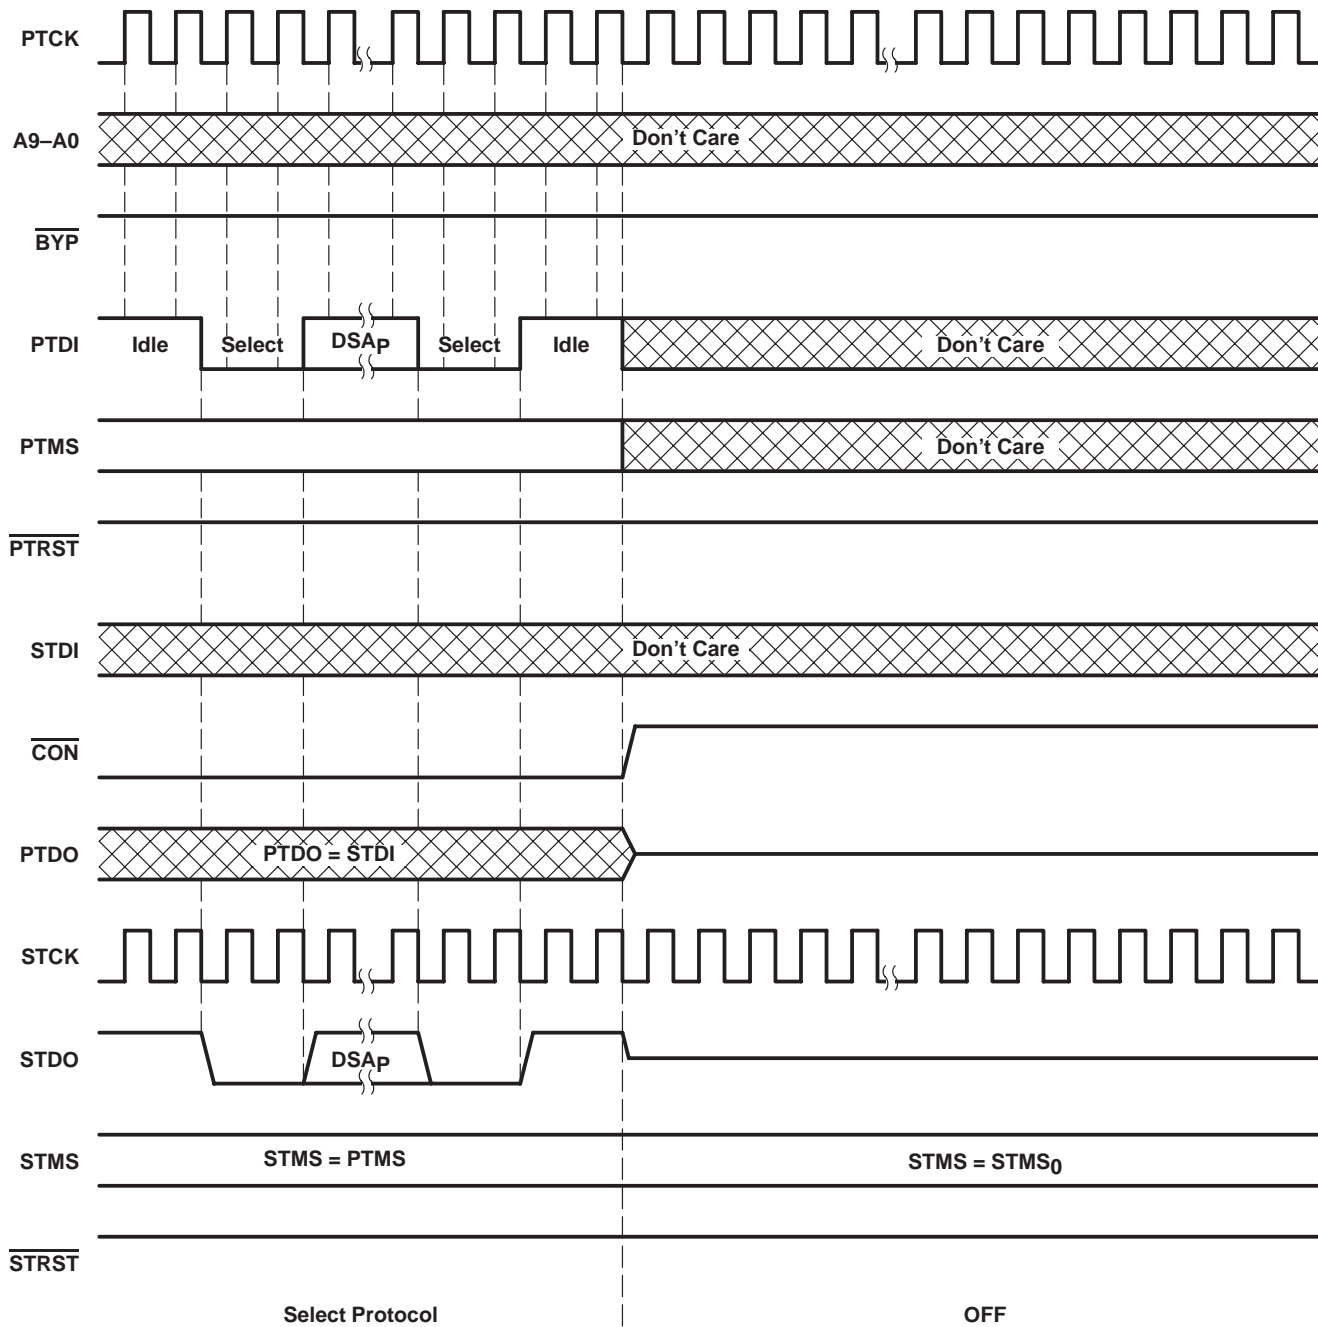 PTCK
A9–A0 Don't Care
BYP
PTDI Idle Select DSAP Select Idle Don't Care
PTMS Don't Care
PTRST
STDI Don't Care
CON
PTDO PTDO = STDI
STCK
STDO DSAP
STMS STMS = PTMS STMS = STMS0
STRST
Select Protocol OFF